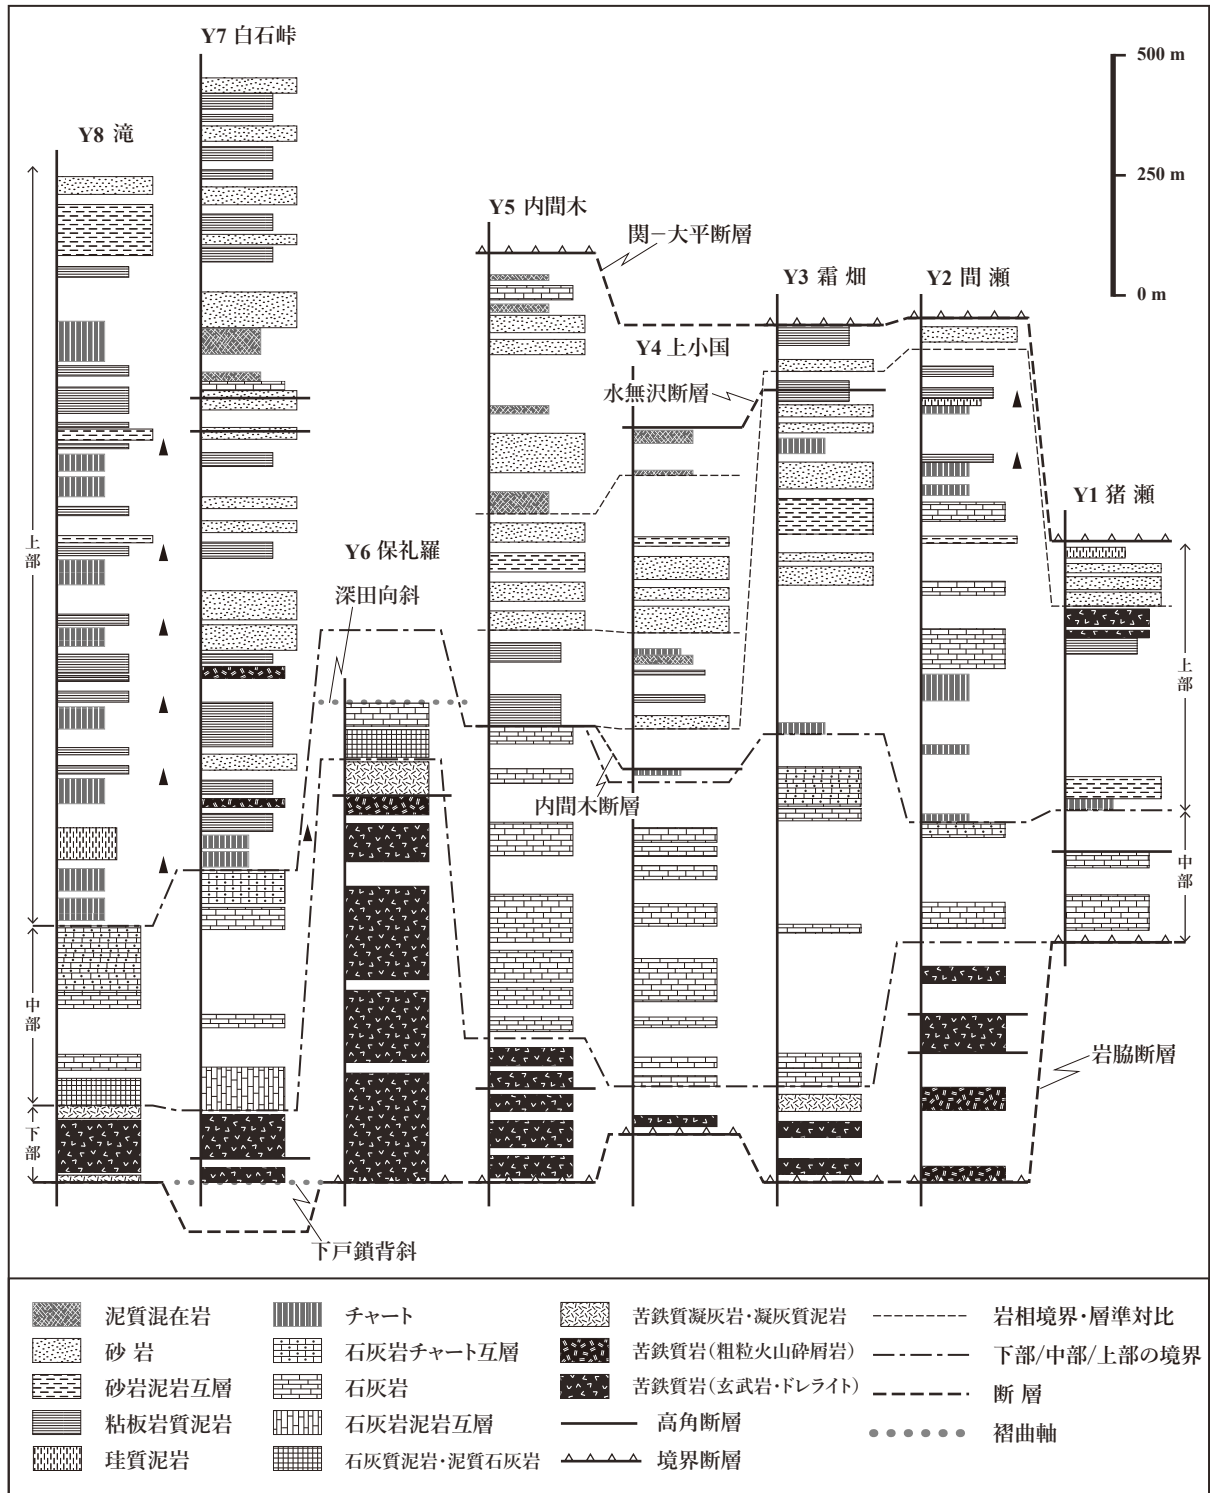 Y7 白石峠
500 m
Y8 滝
250 m
Y5 内間木
関－大平断層
Y3 霜 畑
Y2 間 瀬
0 m
Y4 上小国
水無沢断層
Y1 猪 瀬
上部
Y6 保礼羅
深田向斜
上部
内間木断層
中部
中部
岩脇断層
下部
下戸鎖背斜
泥質混在岩
チャート
苦鉄質凝灰岩・凝灰質泥岩
岩相境界・層準対比
砂 岩
石灰岩チャート互層
苦鉄質岩（粗粒火山砕屑岩）
下部/中部/上部の境界
砂岩泥岩互層
石灰岩
苦鉄質岩（玄武岩・ドレライト）
断 層
粘板岩質泥岩
石灰岩泥岩互層
高角断層
褶曲軸
珪質泥岩
石灰質泥岩・泥質石灰岩
境界断層